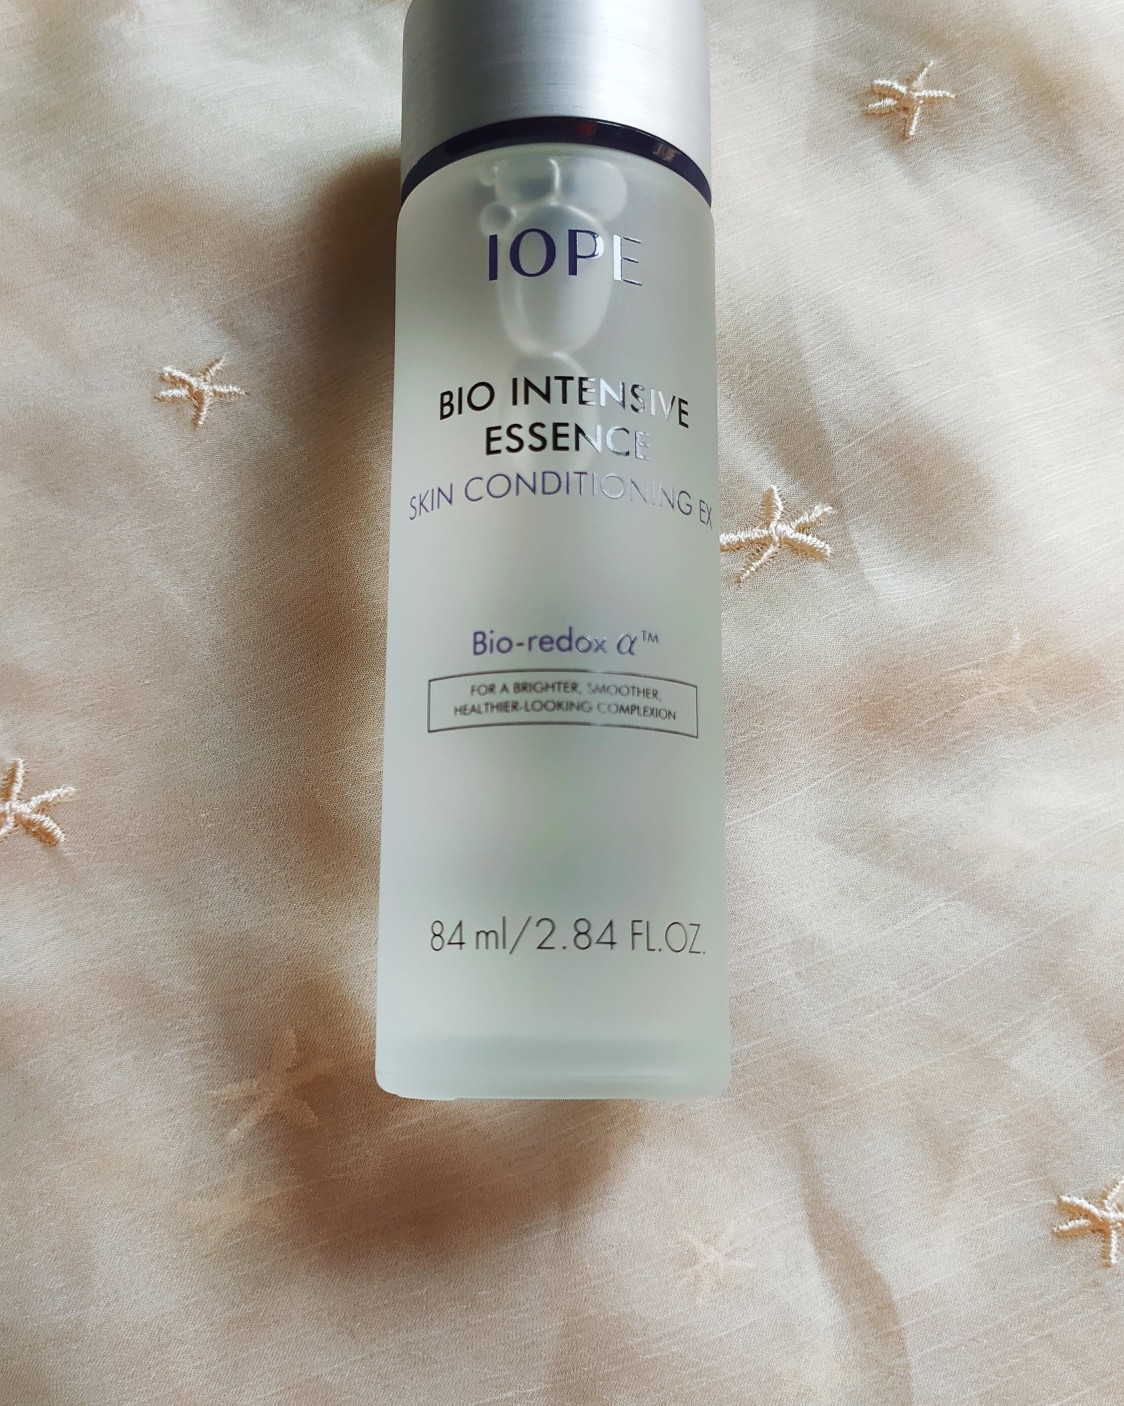 IOPE
BIO INTENSIVE
ESSENCE
SKIN CONDITIONING EX
Bio-redox α™
FOR A BRIGHTER, SMOOTHER,
HEALTHIER-LOOKING COMPLEXION
84 ml/2.84 FL.OZ.